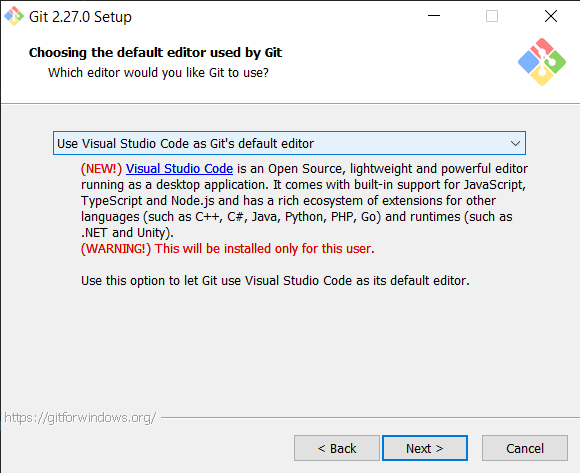 Git 2.27.0 Setup
Choosing the default editor used by Git
Which editor would you like Git to use?
Use Visual Studio Code as Git's default editor
(NEW!) Visual Studio Code is an Open Source, lightweight and powerful editor
running as a desktop application. It comes with built-in support for JavaScript,
TypeScript and Node.js and has a rich ecosystem of extensions for other
languages (such as C++, C#, Java, Python, PHP, Go) and runtimes (such as
.NET and Unity).
(WARNING!) This will be installed only for this user.
Use this option to let Git use Visual Studio Code as its default editor.
https://gitforwindows.org/
< Back
Next >
Cancel